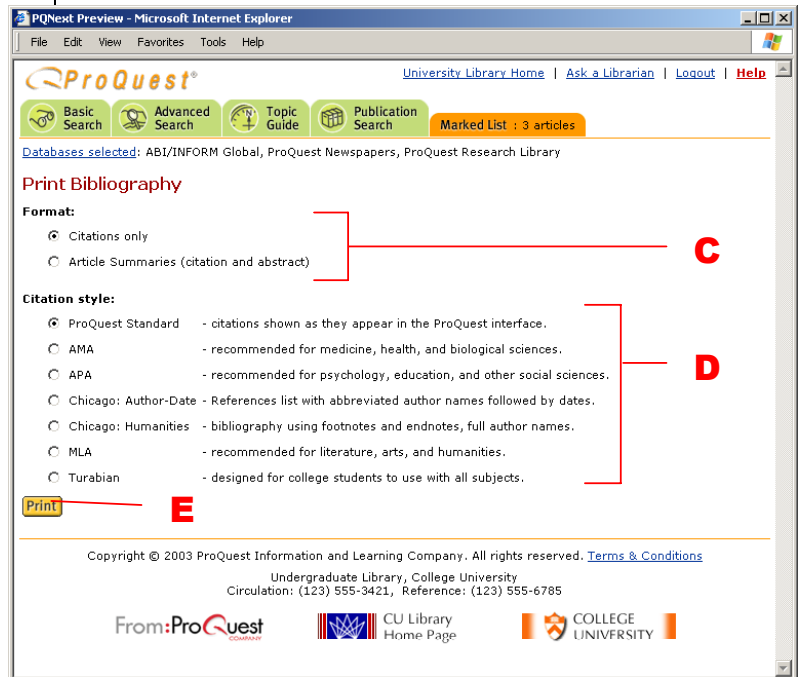 PQNext Preview - Microsoft Internet Explorer
File Edit View Favorites Tools Help
ProQuest®
University Library Home | Ask a Librarian | Logout | Help
Basic Search
Advanced Search
Topic Guide
Publication Search
Marked List : 3 articles
Databases selected: ABI/INFORM Global, ProQuest Newspapers, ProQuest Research Library
Print Bibliography
Format:
Citations only
Article Summaries (citation and abstract)
C
Citation style:
ProQuest Standard - citations shown as they appear in the ProQuest interface.
AMA - recommended for medicine, health, and biological sciences.
APA - recommended for psychology, education, and other social sciences.
D
Chicago: Author-Date - References list with abbreviated author names followed by dates.
Chicago: Humanities - bibliography using footnotes and endnotes, full author names.
MLA - recommended for literature, arts, and humanities.
Turabian - designed for college students to use with all subjects.
Print
E
Copyright © 2003 ProQuest Information and Learning Company. All rights reserved. Terms & Conditions
Undergraduate Library, College University
Circulation: (123) 555-3421, Reference: (123) 555-6785
From:ProQuest
COMPANY
CU Library
Home Page
COLLEGE
UNIVERSITY